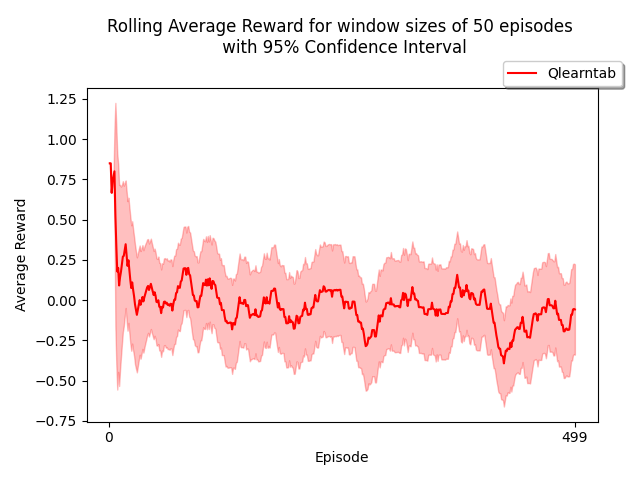 Rolling Average Reward for window sizes of 50 episodes
with 95% Confidence Interval
Qlearntab
1.25
1.00
0.75
0.50
0.25
0.00
−0.25
−0.50
−0.75
Average Reward
0
499
Episode